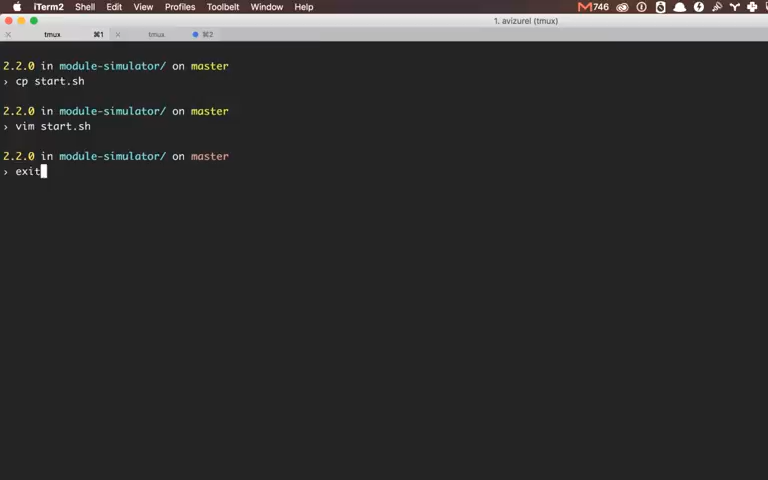 iTerm2 Shell Edit View Profiles Toolbelt Window Help 746
1. avizurel (tmux)
tmux ⌘1 tmux ⌘2
2.2.0 in module-simulator/ on master
› cp start.sh
2.2.0 in module-simulator/ on master
› vim start.sh
2.2.0 in module-simulator/ on master
› exit